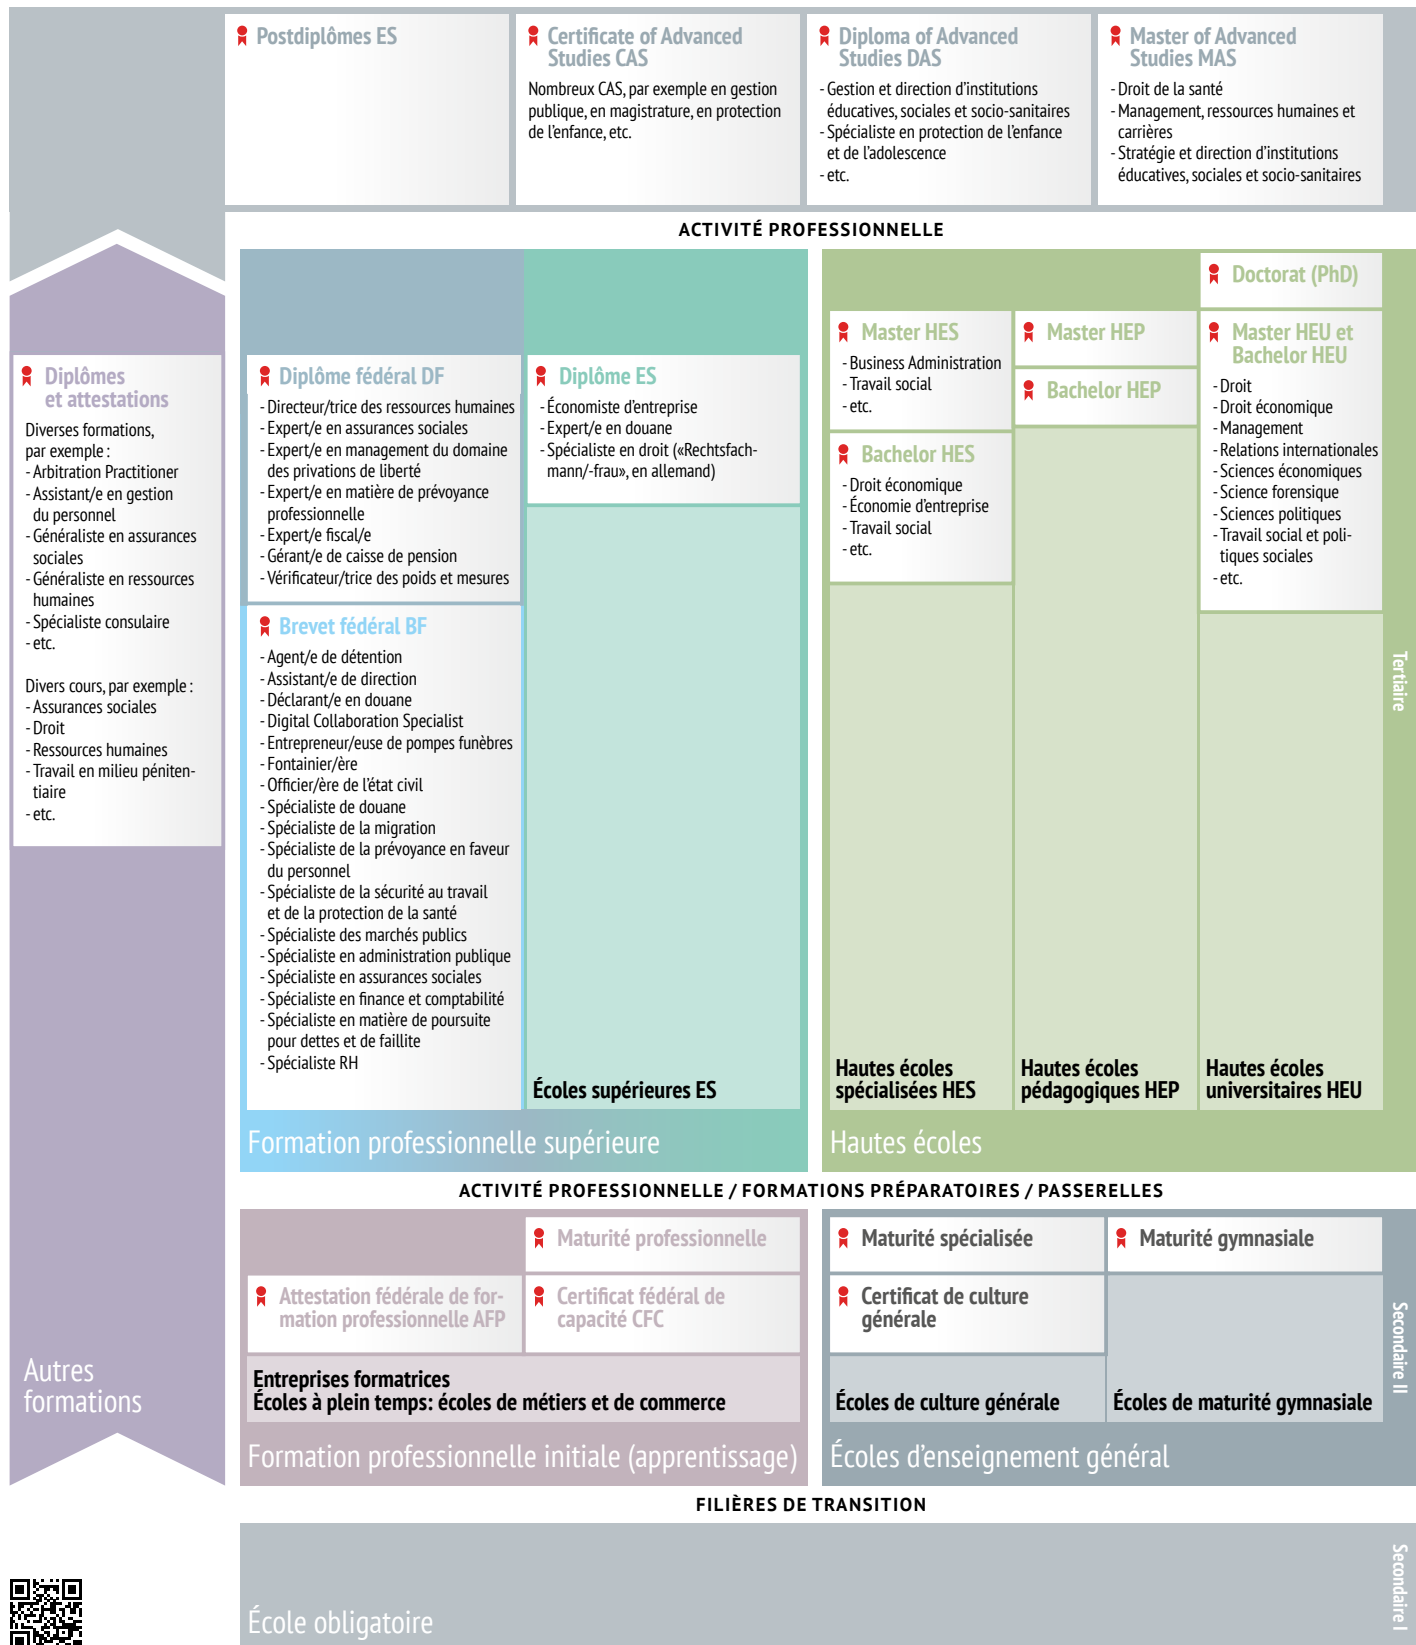 Postdiplômes ES
Certificate of Advanced
Studies CAS
Nombreux CAS, par exemple en gestion
publique, en magistrature, en protection
de l’enfance, etc.
Diploma of Advanced
Studies DAS
- Gestion et direction d’institutions
éducatives, sociales et socio-sanitaires
- Spécialiste en protection de l’enfance
et de l’adolescence
- etc.
Master of Advanced
Studies MAS
- Droit de la santé
- Management, ressources humaines et
carrières
- Stratégie et direction d’institutions
éducatives, sociales et socio-sanitaires
ACTIVITÉ PROFESSIONNELLE
Diplômes
et attestations
Diverses formations,
par exemple :
- Arbitration Practitioner
- Assistant/e en gestion
du personnel
- Généraliste en assurances
sociales
- Généraliste en ressources
humaines
- Spécialiste consulaire
- etc.
Divers cours, par exemple :
- Assurances sociales
- Droit
- Ressources humaines
- Travail en milieu péniten-
tiaire
- etc.
Autres
formations
Diplôme fédéral DF
- Directeur/trice des ressources humaines
- Expert/e en assurances sociales
- Expert/e en management du domaine
des privations de liberté
- Expert/e en matière de prévoyance
professionnelle
- Expert/e fiscal/e
- Gérant/e de caisse de pension
- Vérificateur/trice des poids et mesures
Brevet fédéral BF
- Agent/e de détention
- Assistant/e de direction
- Déclarant/e en douane
- Digital Collaboration Specialist
- Entrepreneur/euse de pompes funèbres
- Fontainier/ère
- Officier/ère de l’état civil
- Spécialiste de douane
- Spécialiste de la migration
- Spécialiste de la prévoyance en faveur
du personnel
- Spécialiste de la sécurité au travail
et de la protection de la santé
- Spécialiste des marchés publics
- Spécialiste en administration publique
- Spécialiste en assurances sociales
- Spécialiste en finance et comptabilité
- Spécialiste en matière de poursuite
pour dettes et de faillite
- Spécialiste RH
Diplôme ES
- Économiste d’entreprise
- Expert/e en douane
- Spécialiste en droit («Rechtsfach-
mann/-frau», en allemand)
Écoles supérieures ES
Formation professionnelle supérieure
Master HES
- Business Administration
- Travail social
- etc.
Bachelor HES
- Droit économique
- Économie d’entreprise
- Travail social
- etc.
Hautes écoles
spécialisées HES
Master HEP
Bachelor HEP
Hautes écoles
pédagogiques HEP
Doctorat (PhD)
Master HEU et
Bachelor HEU
- Droit
- Droit économique
- Management
- Relations internationales
- Sciences économiques
- Science forensique
- Sciences politiques
- Travail social et poli-
tiques sociales
- etc.
Hautes écoles
universitaires HEU
Hautes écoles
Tertiaire
ACTIVITÉ PROFESSIONNELLE / FORMATIONS PRÉPARATOIRES / PASSERELLES
Maturité professionnelle
Attestation fédérale de for-
mation professionnelle AFP
Certificat fédéral de
capacité CFC
Entreprises formatrices
Écoles à plein temps: écoles de métiers et de commerce
Formation professionnelle initiale (apprentissage)
Maturité spécialisée
Certificat de culture
générale
Écoles de culture générale
Maturité gymnasiale
Écoles de maturité gymnasiale
Écoles d’enseignement général
Secondaire II
FILIÈRES DE TRANSITION
École obligatoire
Secondaire I